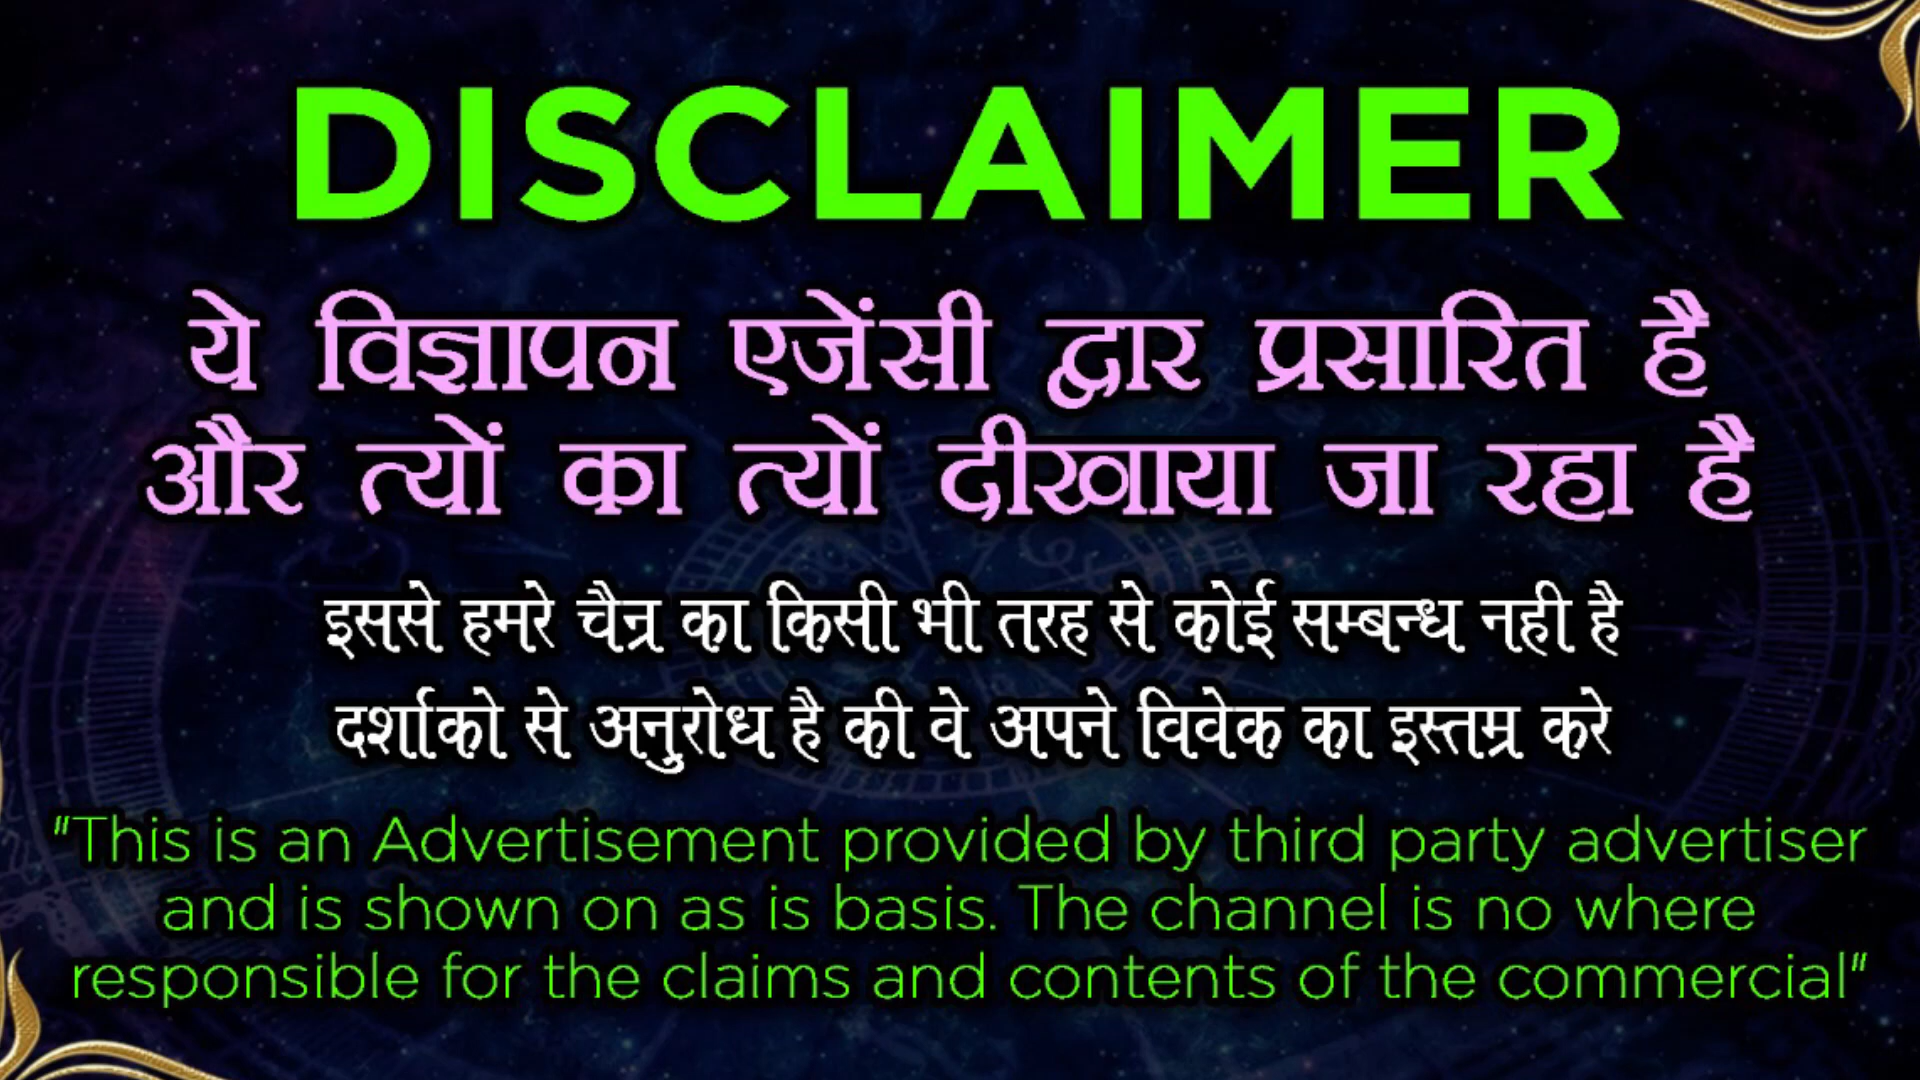 DISCLAIMER
ये विज्ञापन एजेंसी द्वार प्रसारित है
और त्यों का त्यों दीखाया जा रहा है
इससे हमरे चैन्र का किसी भी तरह से कोई सम्बन्ध नही है
दर्शाको से अनुरोध है की वे अपने विवेक का इस्तम्र करे
"This is an Advertisement provided by third party advertiser
and is shown on as is basis. The channel is no where
responsible for the claims and contents of the commercial"